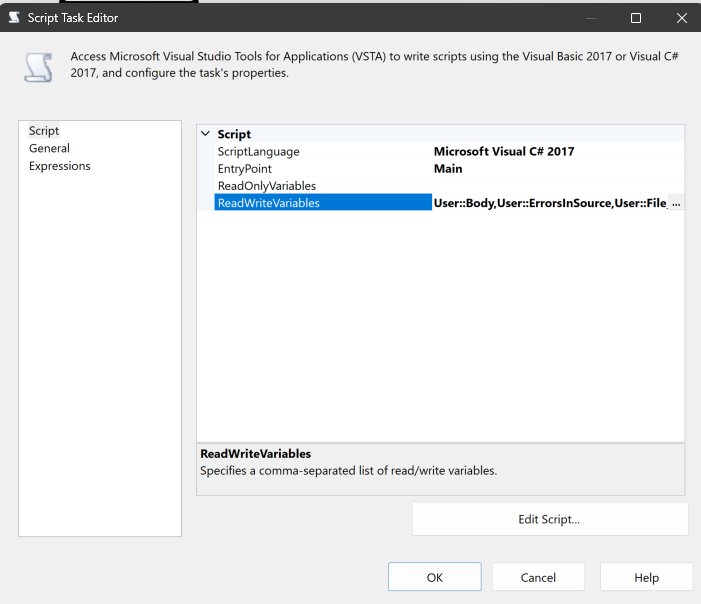 Script Task Editor
Access Microsoft Visual Studio Tools for Applications (VSTA) to write scripts using the Visual Basic 2017 or Visual C#
2017, and configure the task's properties.
Script
General
Expressions
Script
ScriptLanguage Microsoft Visual C# 2017
EntryPoint Main
ReadOnlyVariables
ReadWriteVariables User::Body,User::ErrorsInSource,User::File_ ...
ReadWriteVariables
Specifies a comma-separated list of read/write variables.
Edit Script...
OK Cancel Help